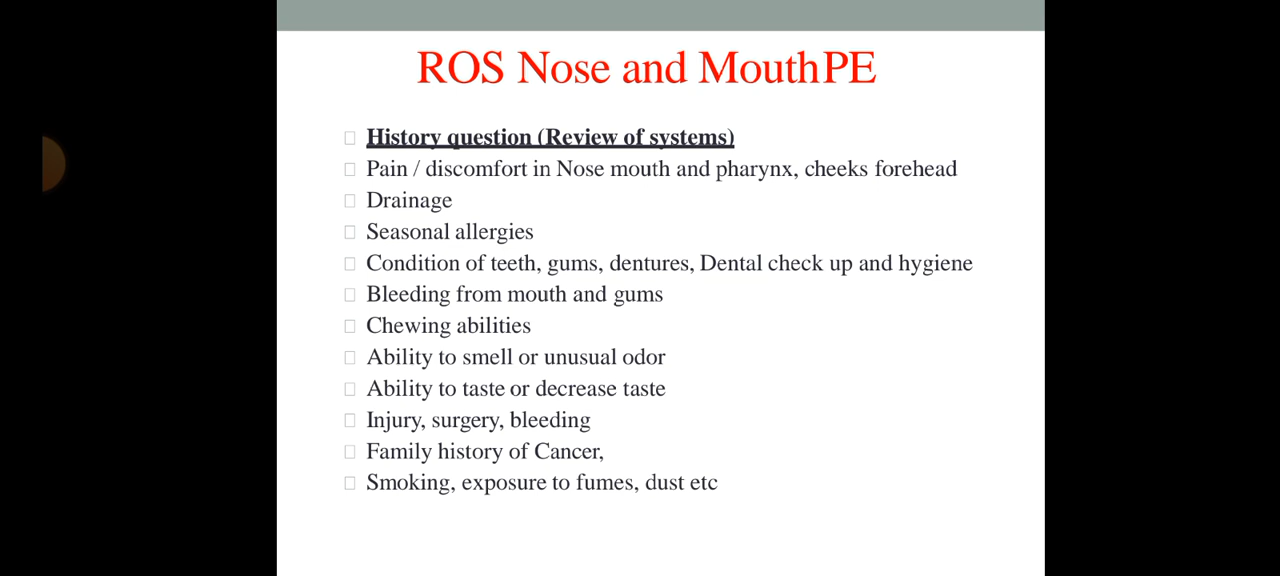 ROS Nose and MouthPE
History question (Review of systems)
Pain / discomfort in Nose mouth and pharynx, cheeks forehead
Drainage
Seasonal allergies
Condition of teeth, gums, dentures, Dental check up and hygiene
Bleeding from mouth and gums
Chewing abilities
Ability to smell or unusual odor
Ability to taste or decrease taste
Injury, surgery, bleeding
Family history of Cancer,
Smoking, exposure to fumes, dust etc